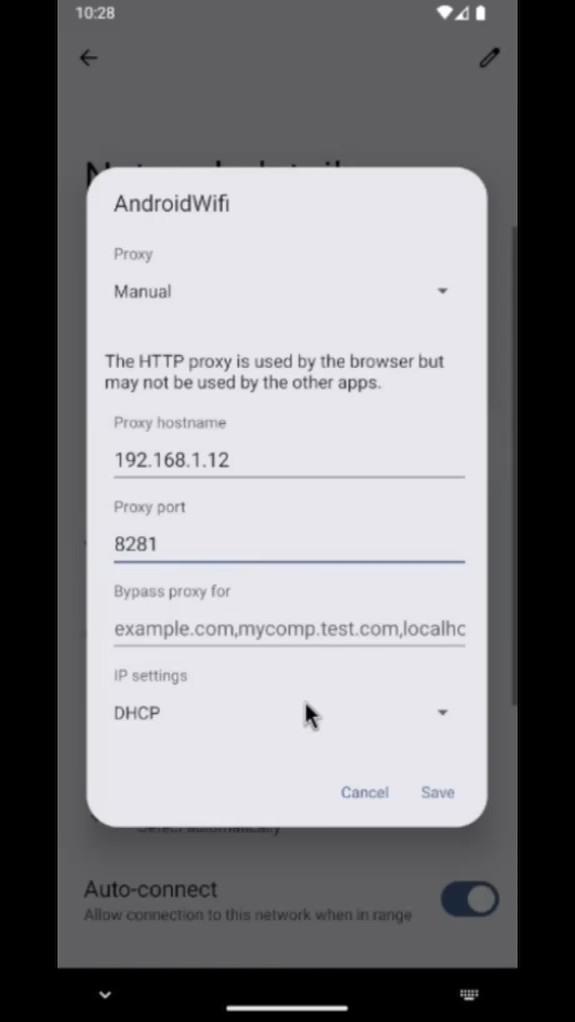 10:28
AndroidWifi
Proxy
Manual
The HTTP proxy is used by the browser but
may not be used by the other apps.
Proxy hostname
192.168.1.12
Proxy port
8281
Bypass proxy for
example.com,mycomp.test.com,localhc
IP settings
DHCP
Cancel Save
Select automatically
Auto-connect
Allow connection to this network when in range